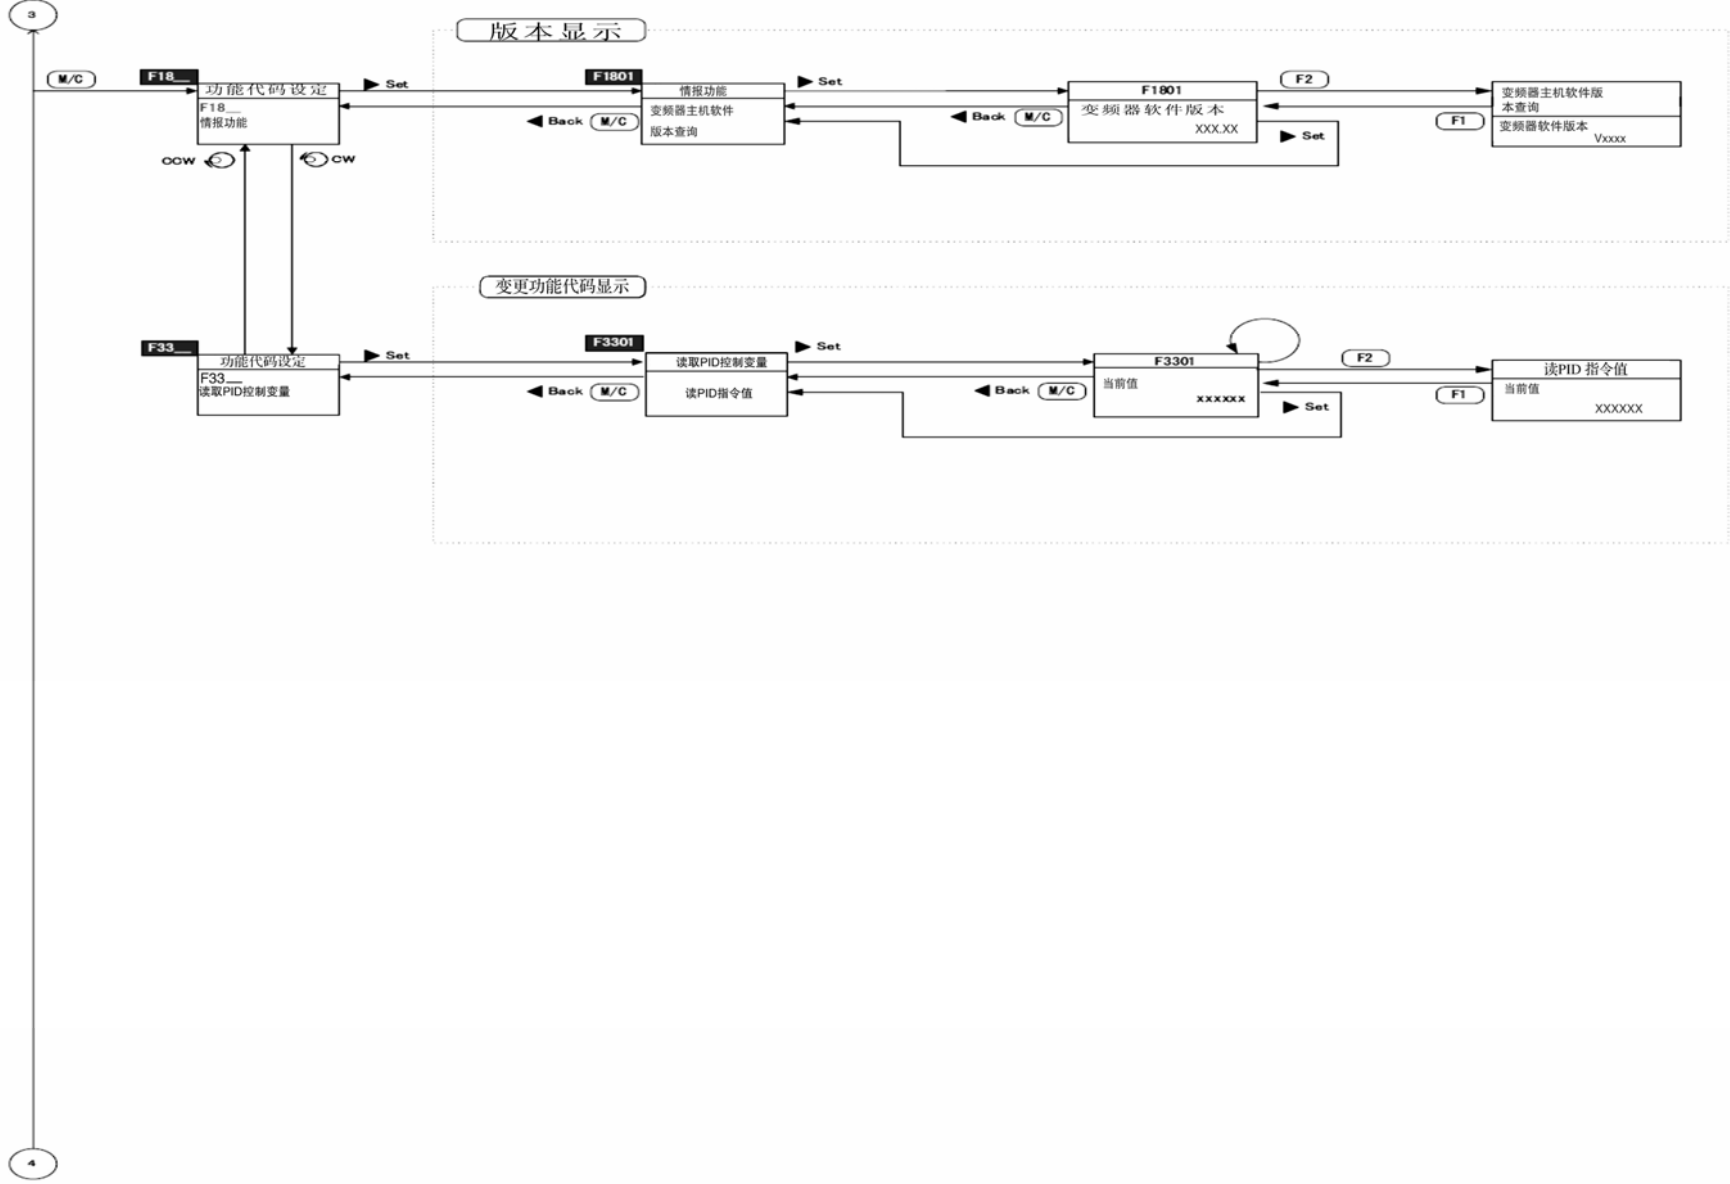 3
版本显示
M/C
F18__
功能代码设定
F18__
情报功能
Set
F1801
情报功能
变频器主机软件
版本查询
Back M/C
Set
F1801
变频器软件版本
XXX.XX
Back M/C
Set
F2
F1
变频器主机软件版
本查询
变频器软件版本
Vxxxx
CCW
CW
变更功能代码显示
F33__
功能代码设定
F33__
读取PID控制变量
Set
F3301
读取PID控制变量
读PID指令值
Back M/C
Set
F3301
当前值
xxxxxx
Back M/C
Set
F2
F1
读PID 指令值
当前值
XXXXXX
4